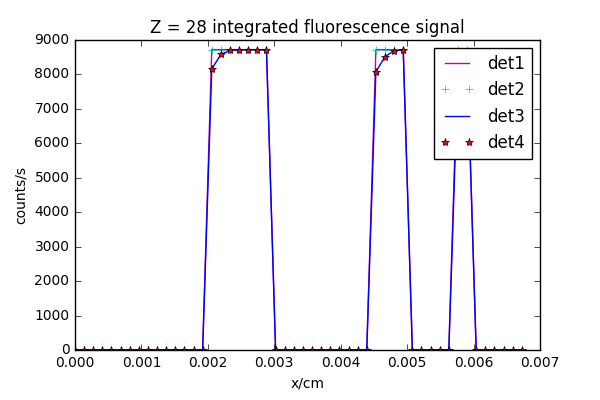 Z = 28 integrated fluorescence signal
9000
8000
7000
6000
5000
4000
3000
2000
1000
0
counts/s
det1
det2
det3
det4
0.000 0.001 0.002 0.003 0.004 0.005 0.006 0.007
x/cm